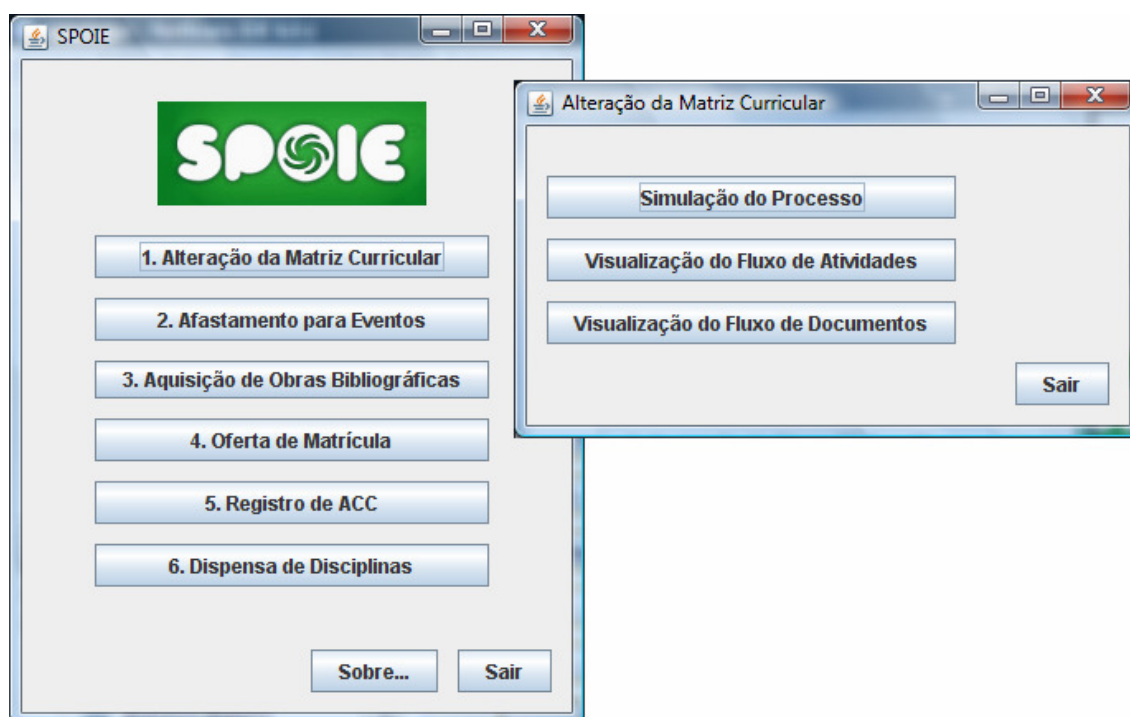 SPOIE
SPOIE
1. Alteração da Matriz Curricular
2. Afastamento para Eventos
3. Aquisição de Obras Bibliográficas
4. Oferta de Matrícula
5. Registro de ACC
6. Dispensa de Disciplinas
Sobre...
Sair
Alteração da Matriz Curricular
Simulação do Processo
Visualização do Fluxo de Atividades
Visualização do Fluxo de Documentos
Sair